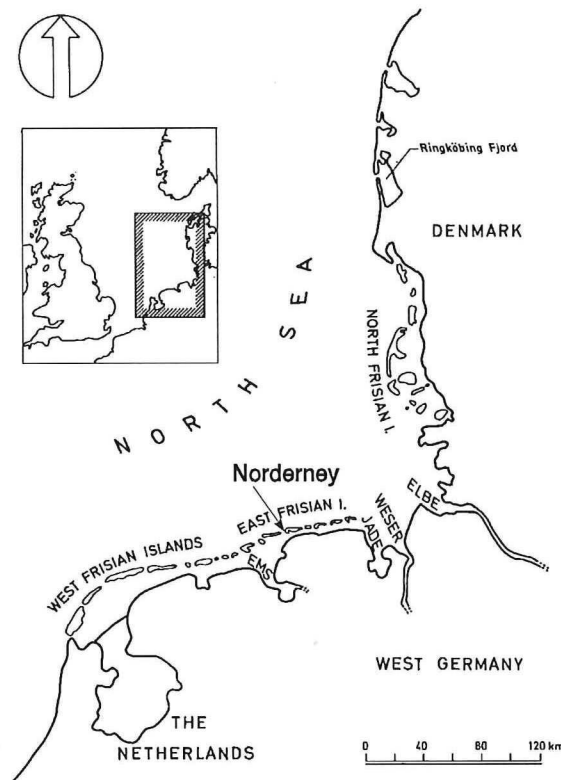 Ringköbing Fjord
DENMARK
NORTH SEA
NORTH FRISIAN I.
Norderney
EAST FRISIAN I.
WEST FRISIAN ISLANDS
EMS
JADE
WESER
ELBE
WEST GERMANY
THE
NETHERLANDS
0 40 80 120 km